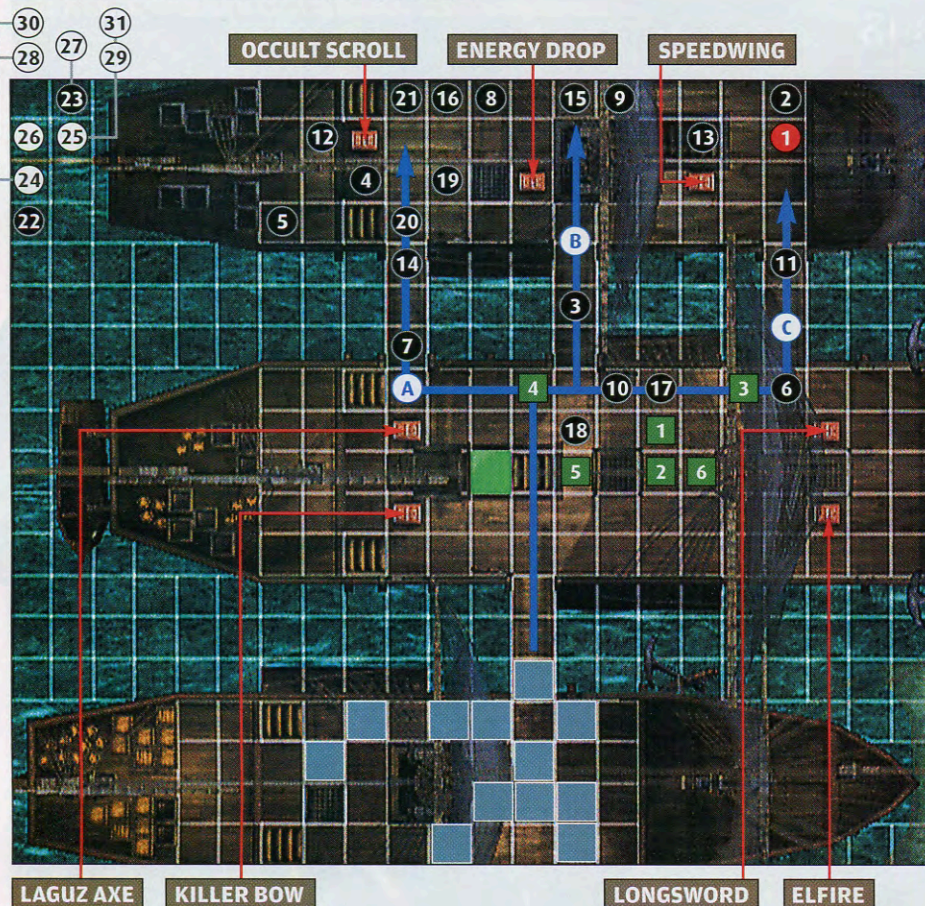 30 31
28 27 29
OCCULT SCROLL ENERGY DROP SPEEDWING
23 21 16 8 15 9 2
26 25 12 13 1
24 4 19
22 5 20 B
14 11
3 C
7
A 4 10 17 3 6
18 1
5 2 6
LAGUZ AXE KILLER BOW LONGSWORD ELFIRE